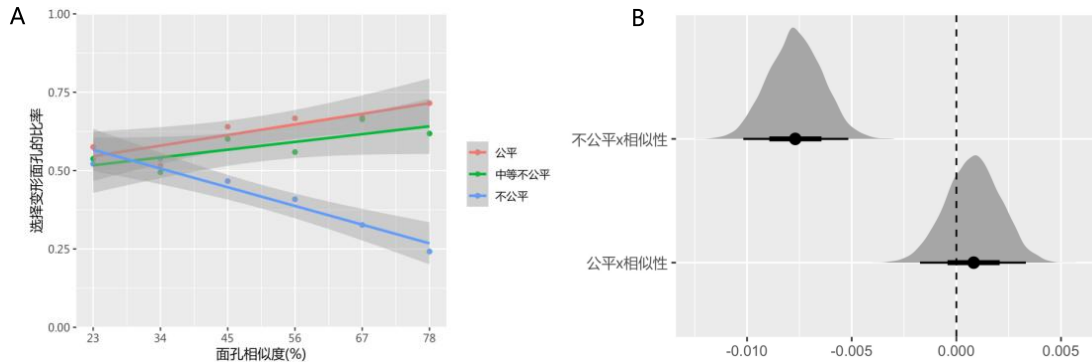 A
1.00
0.75
0.50
0.25
0.00
选择变形面孔的比率
23
34
45
56
67
78
面孔相似度(%)
公平
中等不公平
不公平
B
不公平x相似性
公平x相似性
-0.010
-0.005
0.000
0.005